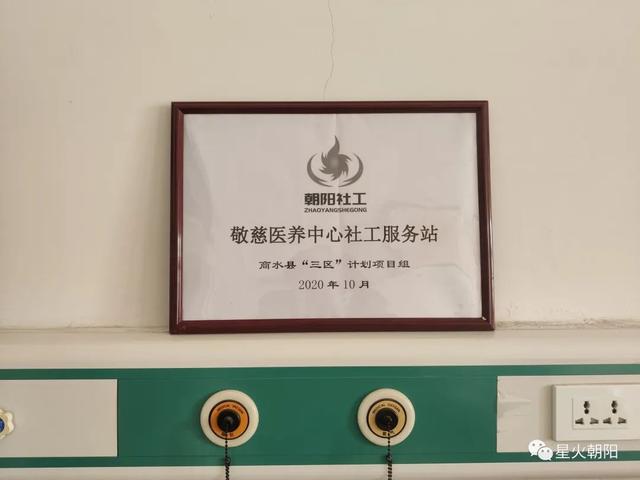 朝阳社工
ZHAOYANGSHEGONG
敬慈医养中心社工服务站
商水县“三区”计划项目组
2020年10月
星火朝阳